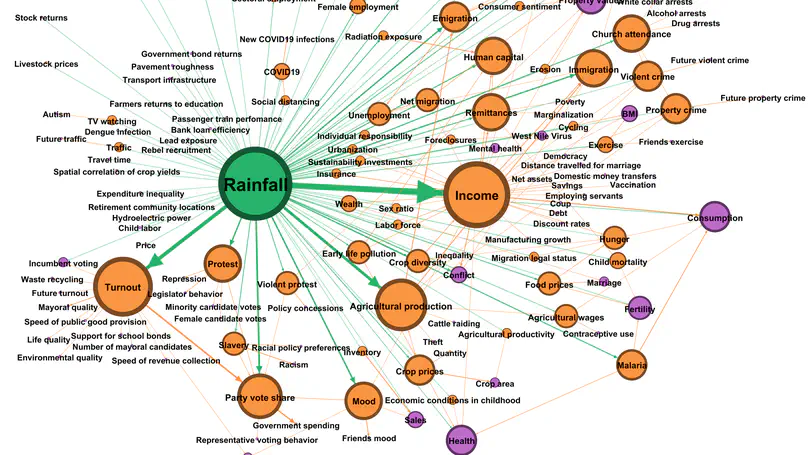 Sectoral employment
Female employment
Consumer sentiment
Property values
White collar arrests
Alcohol arrests
Drug arrests
Stock returns
Emigration
Church attendance
Radiation exposure
New COVID19 infections
Government bond returns
Human capital
Livestock prices
Pavement roughness
COVID19
Erosion
Immigration
Violent crime
Future violent crime
Transport infrastructure
Farmers returns to education
Social distancing
Net migration
Poverty
Future property crime
Autism
TV watching
Passenger train perfomance
Unemployment
Remittances
Marginalization
BMI
Property crime
Dengue infection
Bank loan efficiency
Individual responsibility
Foreclosures
West Nile Virus
Cycling
Future traffic
Traffic
Lead exposure
Rebel recruitment
Urbanization
Mental health
Exercise
Friends exercise
Travel time
Sustainability investments
Democracy
Spatial correlation of crop yields
Insurance
Distance travelled for marriage
Domestic money transfers
Rainfall
Net assets
Savings
Vaccination
Expenditure inequality
Income
Employing servants
Retirement community locations
Wealth
Sex ratio
Coup
Debt
Consumption
Hydroelectric power
Child labor
Labor force
Discount rates
Price
Manufacturing growth
Hunger
Early life pollution
Inequality
Migration legal status
Child mortality
Incumbent voting
Protest
Crop diversity
Conflict
Waste recycling
Repression
Violent protest
Food prices
Marriage
Turnout
Future turnout
Legislator behavior
Mayoral quality
Minority candidate votes
Policy concessions
Agricultural production
Fertility
Speed of public good provision
Female candidate votes
Agricultural wages
Cattle raiding
Life quality
Support for school bonds
Agricultural productivity
Contraceptive use
Number of mayoral candidates
Slavery
Racial policy preferences
Inventory
Theft
Quantity
Environmental quality
Speed of revenue collection
Racism
Crop prices
Malaria
Crop area
Party vote share
Mood
Economic conditions in childhood
Government spending
Sales
Representative voting behavior
Friends mood
Health